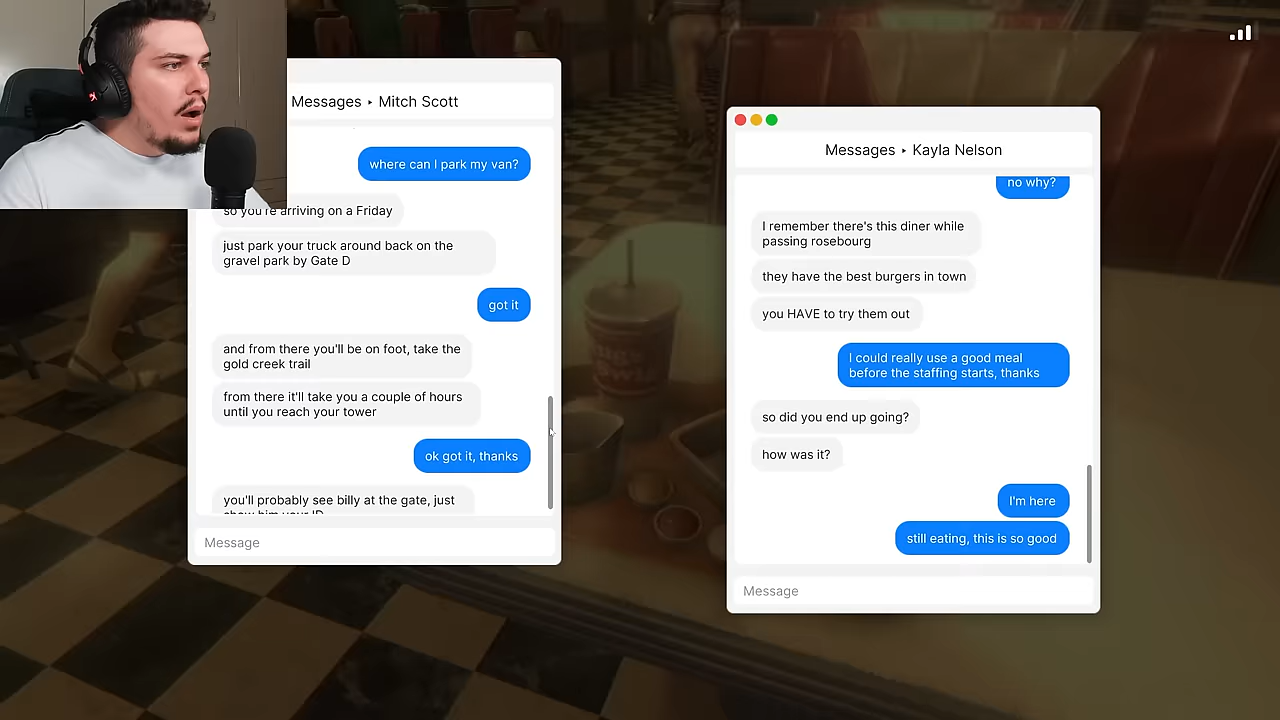 Messages ▸ Mitch Scott
where can I park my van?
so you're arriving on a Friday
just park your truck around back on the
gravel park by Gate D
got it
and from there you'll be on foot, take the
gold creek trail
from there it'll take you a couple of hours
until you reach your tower
ok got it, thanks
you'll probably see billy at the gate, just
show him your ID
Message
Messages ▸ Kayla Nelson
no why?
I remember there's this diner while
passing rosebourg
they have the best burgers in town
you HAVE to try them out
I could really use a good meal
before the staffing starts, thanks
so did you end up going?
how was it?
I'm here
still eating, this is so good
Message